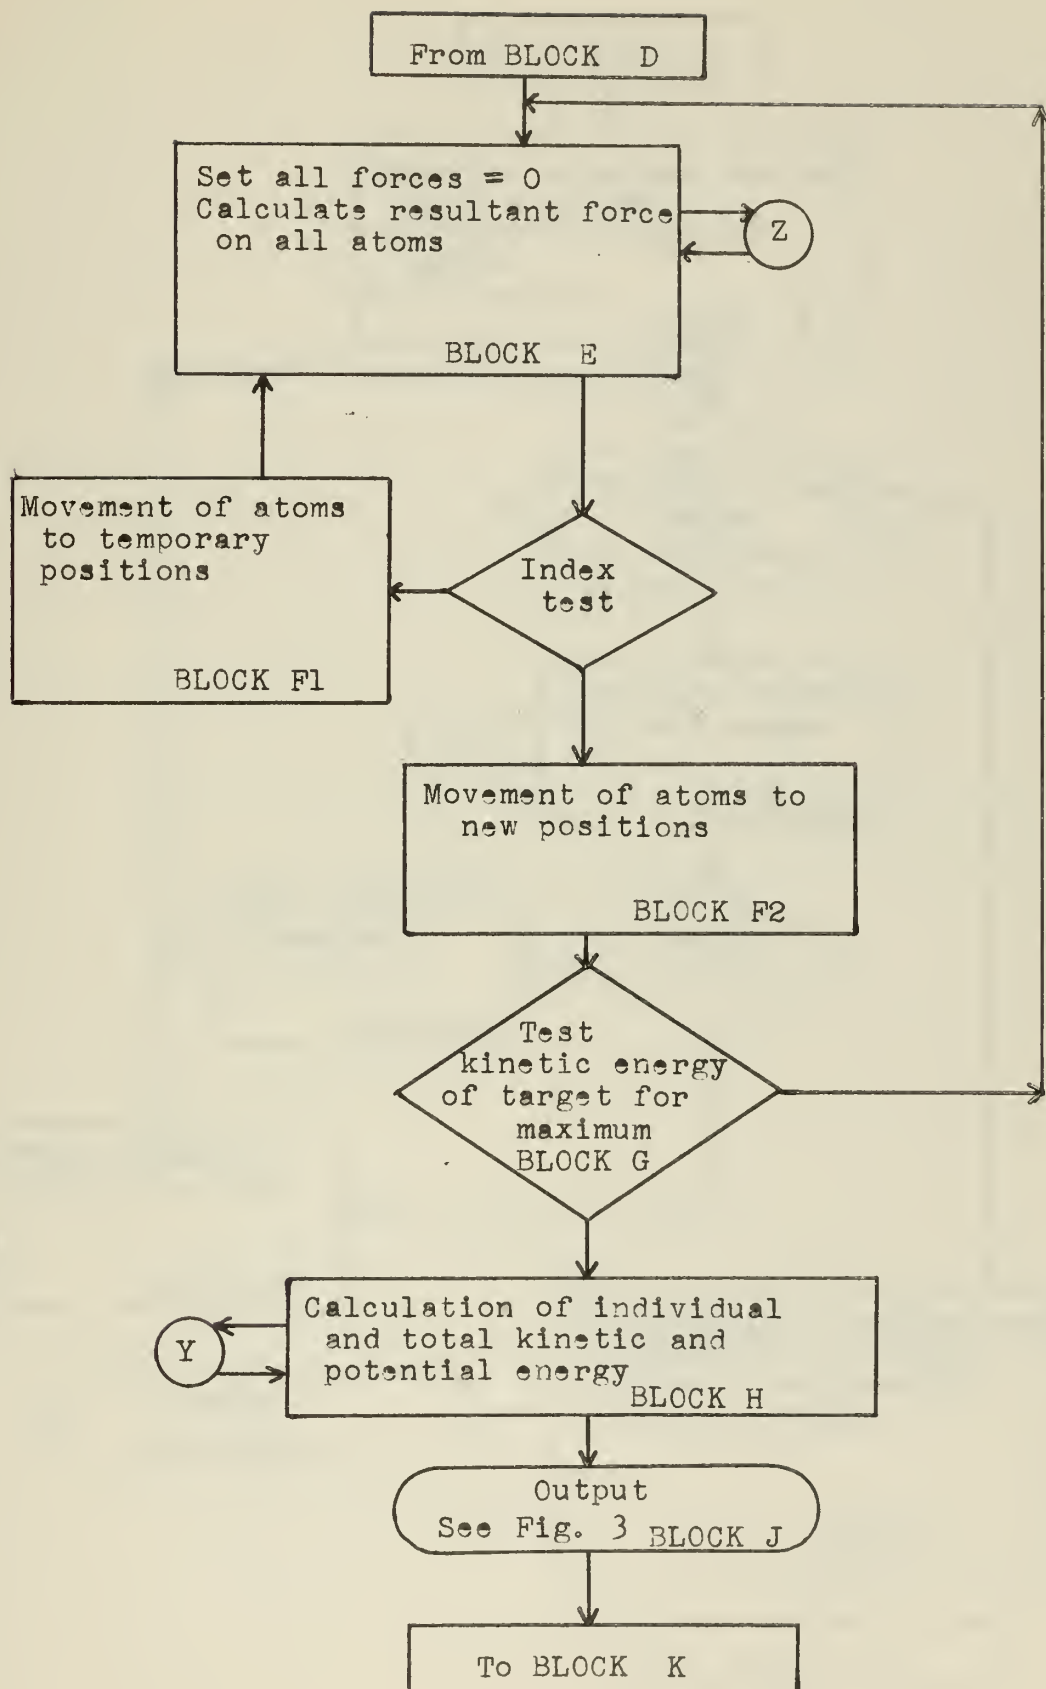 From BLOCK D
Set all forces = 0
Calculate resultant force
on all atoms
Z
BLOCK E
Movement of atoms
to temporary
positions
BLOCK F1
Index
test
Movement of atoms to
new positions
BLOCK F2
Test
kinetic energy
of target for
maximum
BLOCK G
Calculation of individual
and total kinetic and
potential energy
BLOCK H
Y
Output
See Fig. 3 BLOCK J
To BLOCK K